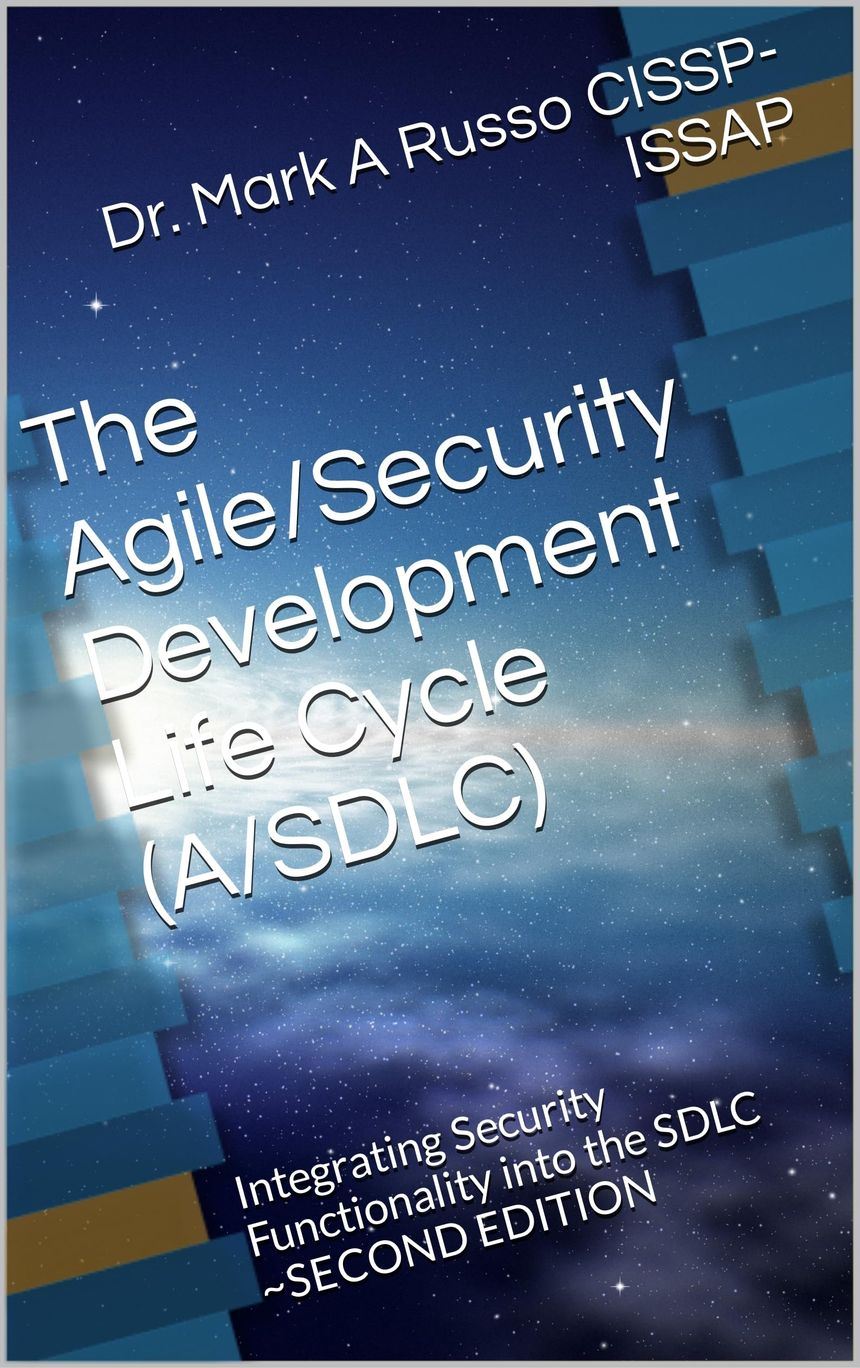 Dr. Mark A Russo CISSP-
ISSAP
The
Agile/Security
Development
Life Cycle
(A/SDLC)
Integrating Security
Functionality into the SDLC
~SECOND EDITION